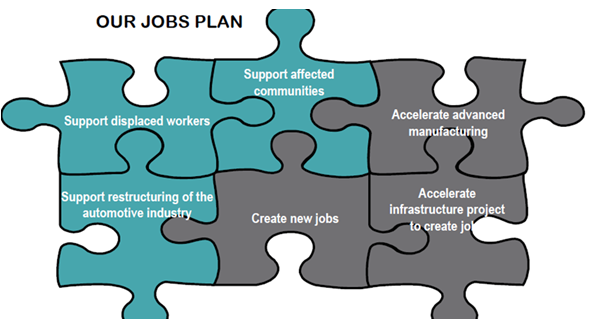 OUR JOBS PLAN
Support affected
communities
Support displaced workers
Accelerate advanced
manufacturing
Support restructuring of the
automotive industry
Create new jobs
Accelerate
infrastructure project
to create